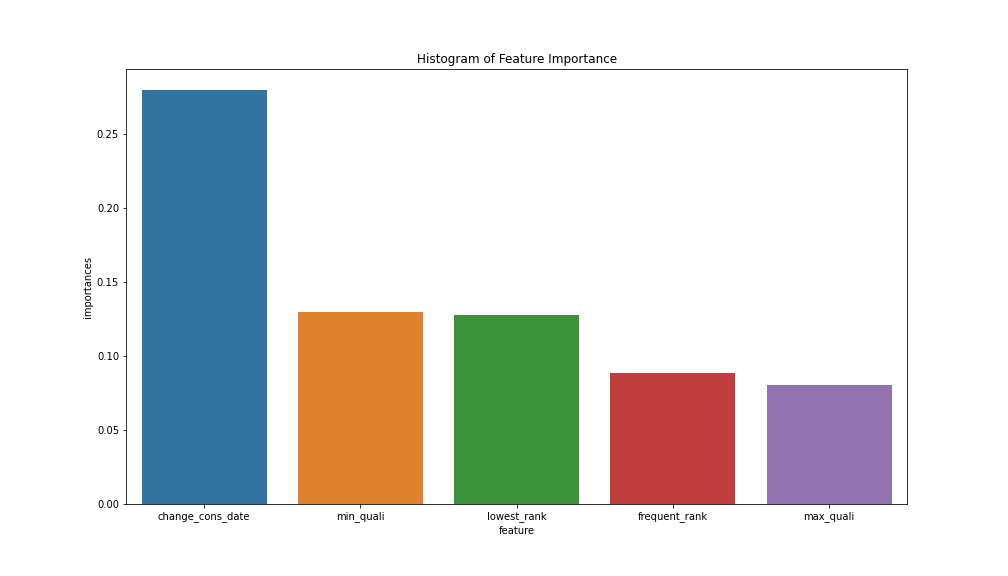 Histogram of Feature Importance
importances
0.25
0.20
0.15
0.10
0.05
0.00
change_cons_date min_quali lowest_rank frequent_rank max_quali
feature